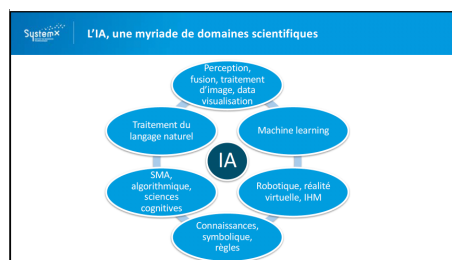 SystemX
L'IA, une myriade de domaines scientifiques
Perception,
fusion, traitement
d'image, data
visualisation
Traitement du
langage naturel
Machine learning
IA
SMA,
algorithmique,
sciences
cognitives
Robotique, réalité
virtuelle, IHM
Connaissances,
symbolique,
règles